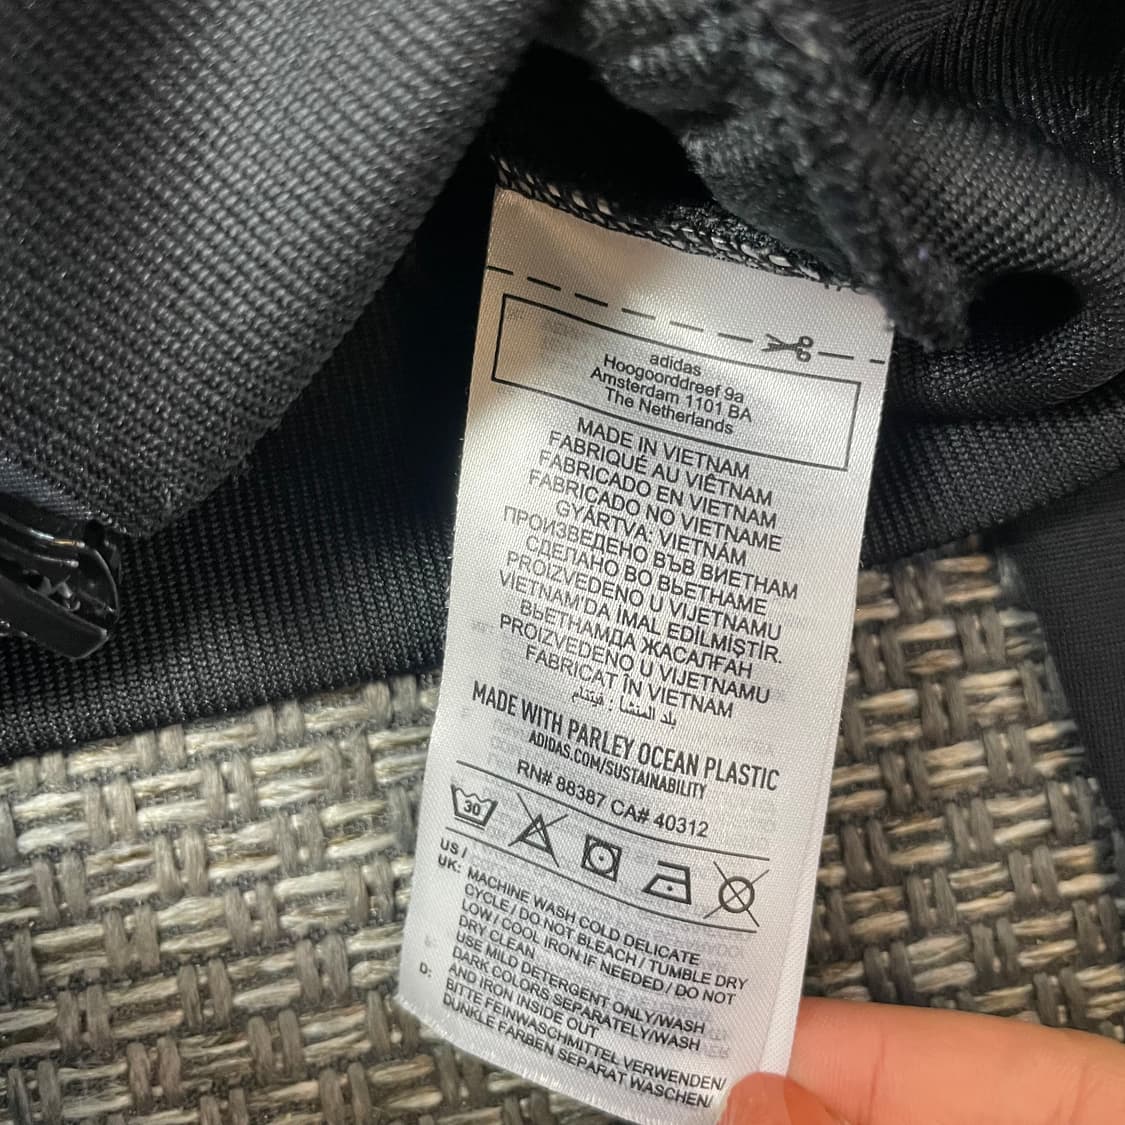 adidas
Hoogoorddreef 9a
Amsterdam 1101 BA
The Netherlands
MADE IN VIETNAM
FABRIQUÉ AU VIÊTNAM
FABRICADO EN VIETNAM
FABRICADO NO VIETNAME
GYÁRTVA: VIETNÁM
ПРОИЗВЕДЕНО ВЪВ ВИЕТНАМ
СДЕЛАНО ВО ВЬЕТНАМЕ
PROIZVEDENO U VIJETNAMU
VİETNAM'DA İMAL EDİLMİŞTİR.
ВЬЕТНАМДА ЖАСАЛҒАН
PROIZVEDENO U VIJETNAMU
FABRICAT ÎN VIETNAM
بلد المنشأ : فيتنام
MADE WITH PARLEY OCEAN PLASTIC
ADIDAS.COM/SUSTAINABILITY
RN# 88387 CA# 40312
30
US /
UK: MACHINE WASH COLD DELICATE
CYCLE / DO NOT BLEACH / TUMBLE DRY
LOW / COOL IRON IF NEEDED / DO NOT
DRY CLEAN
USE MILD DETERGENT ONLY/WASH
DARK COLORS SEPARATELY/WASH
AND IRON INSIDE OUT
D: BITTE FEINWASCHMITTEL VERWENDEN/
DUNKLE FARBEN SEPARAT WASCHEN/